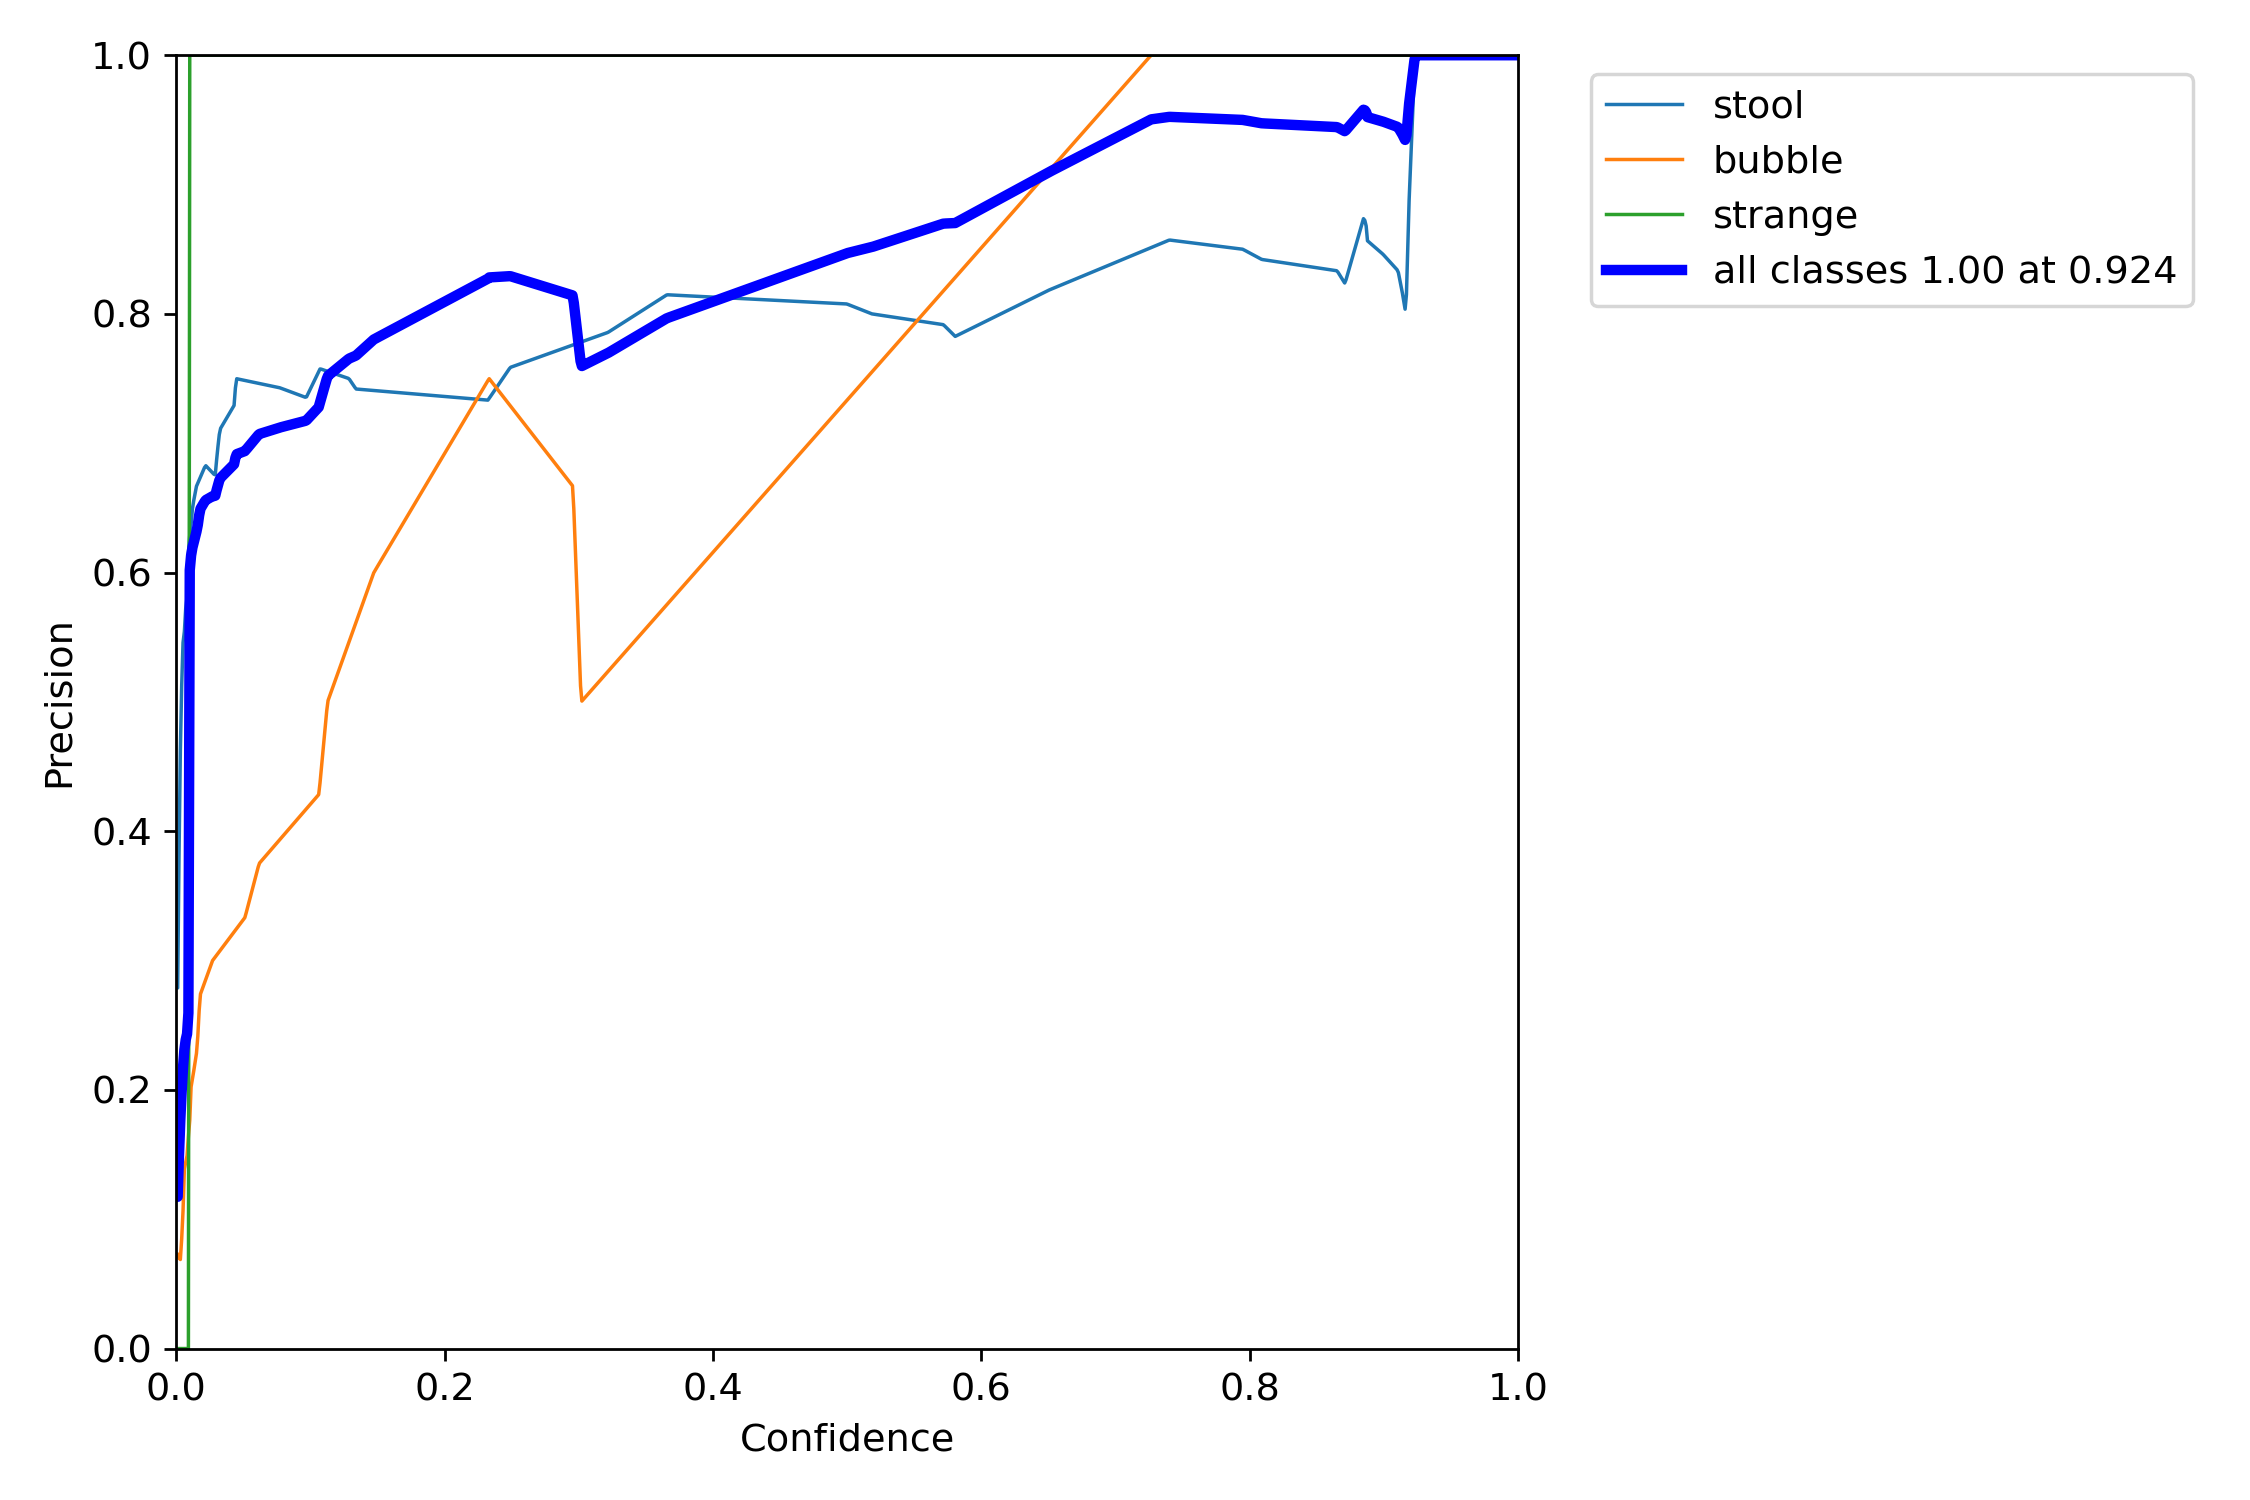 1.0
0.8
0.6
0.4
0.2
0.0
Precision
0.0 0.2 0.4 0.6 0.8 1.0
Confidence
stool
bubble
strange
all classes 1.00 at 0.924